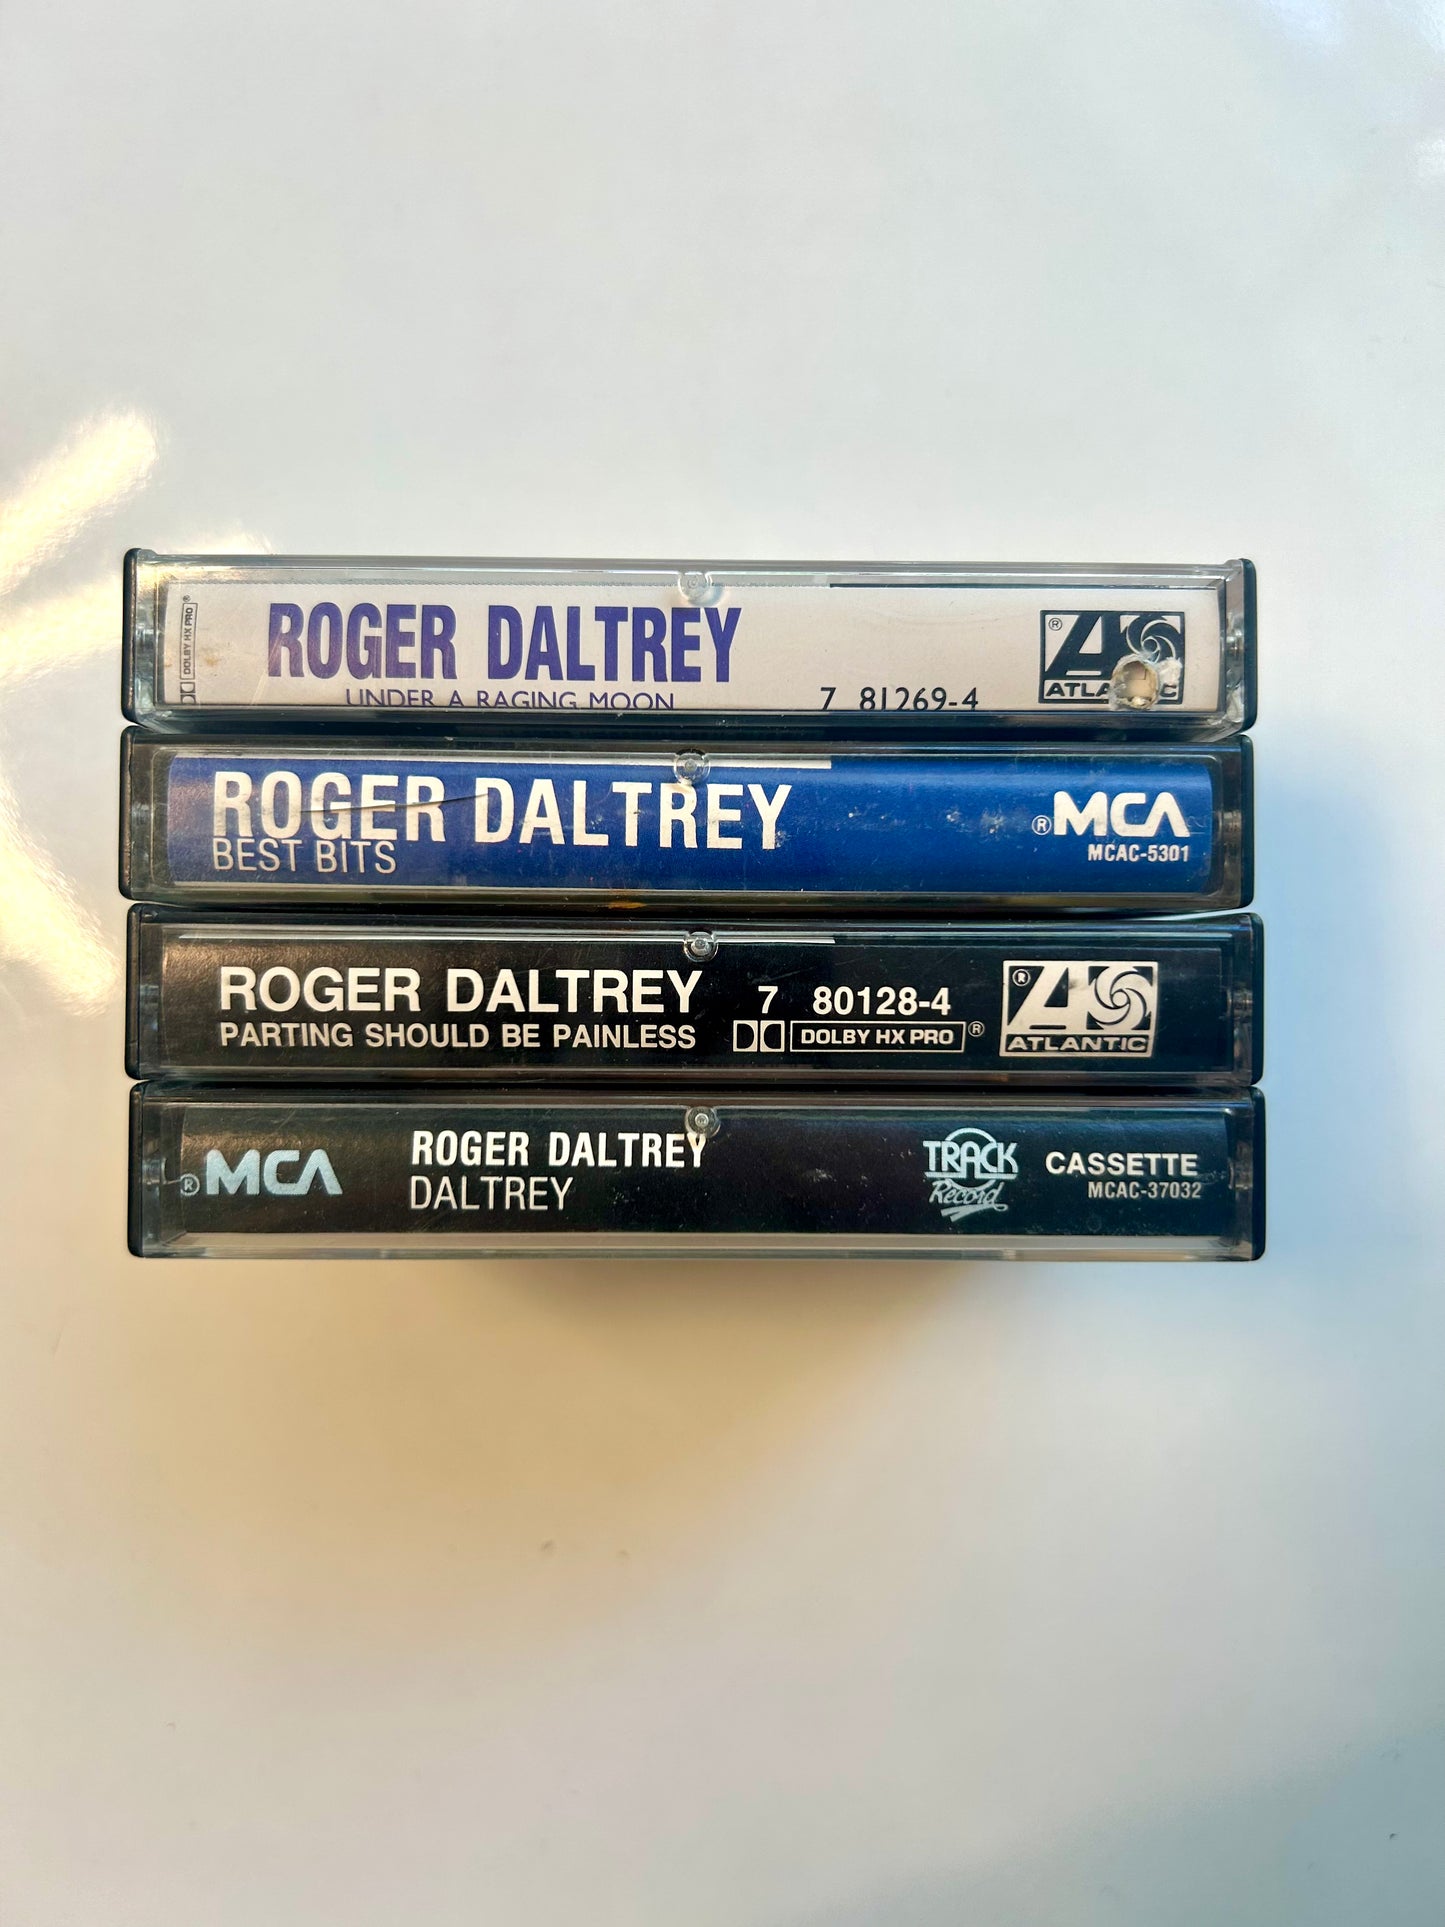 DOLBY HX PRO®
ROGER DALTREY
UNDER A RAGING MOON
7 81269-4
®
ATLANTIC
ROGER DALTREY
BEST BITS
®MCA
MCAC-5301
ROGER DALTREY
PARTING SHOULD BE PAINLESS
7 80128-4
DOLBY HX PRO®
®
ATLANTIC
®MCA
ROGER DALTREY
DALTREY
TRACK
Record
CASSETTE
MCAC-37032